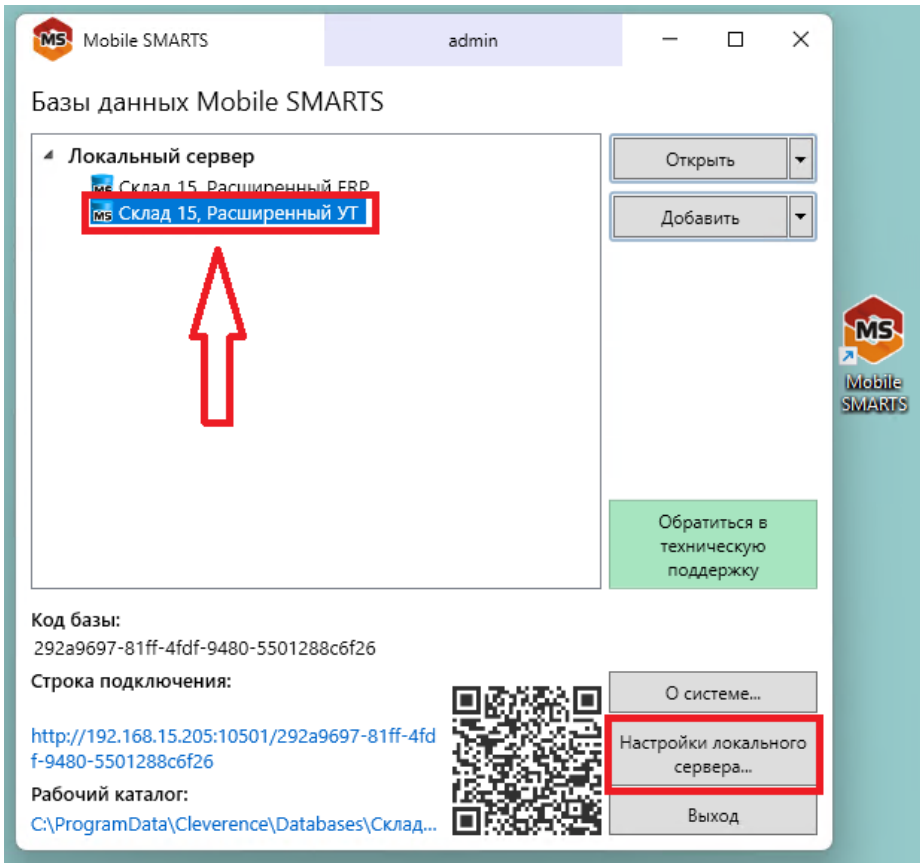 MS Mobile SMARTS admin
Базы данных Mobile SMARTS
Локальный сервер
MS Склад 15, Расширенный ERP
MS Склад 15, Расширенный УТ
Открыть
Добавить
MS
Mobile
SMARTS
Обратиться в
техническую
поддержку
Код базы:
292a9697-81ff-4fdf-9480-5501288c6f26
Строка подключения:
http://192.168.15.205:10501/292a9697-81ff-4fd
f-9480-5501288c6f26
Рабочий каталог:
C:\ProgramData\Cleverence\Databases\Склад...
О системе...
Настройки локального
сервера...
Выход